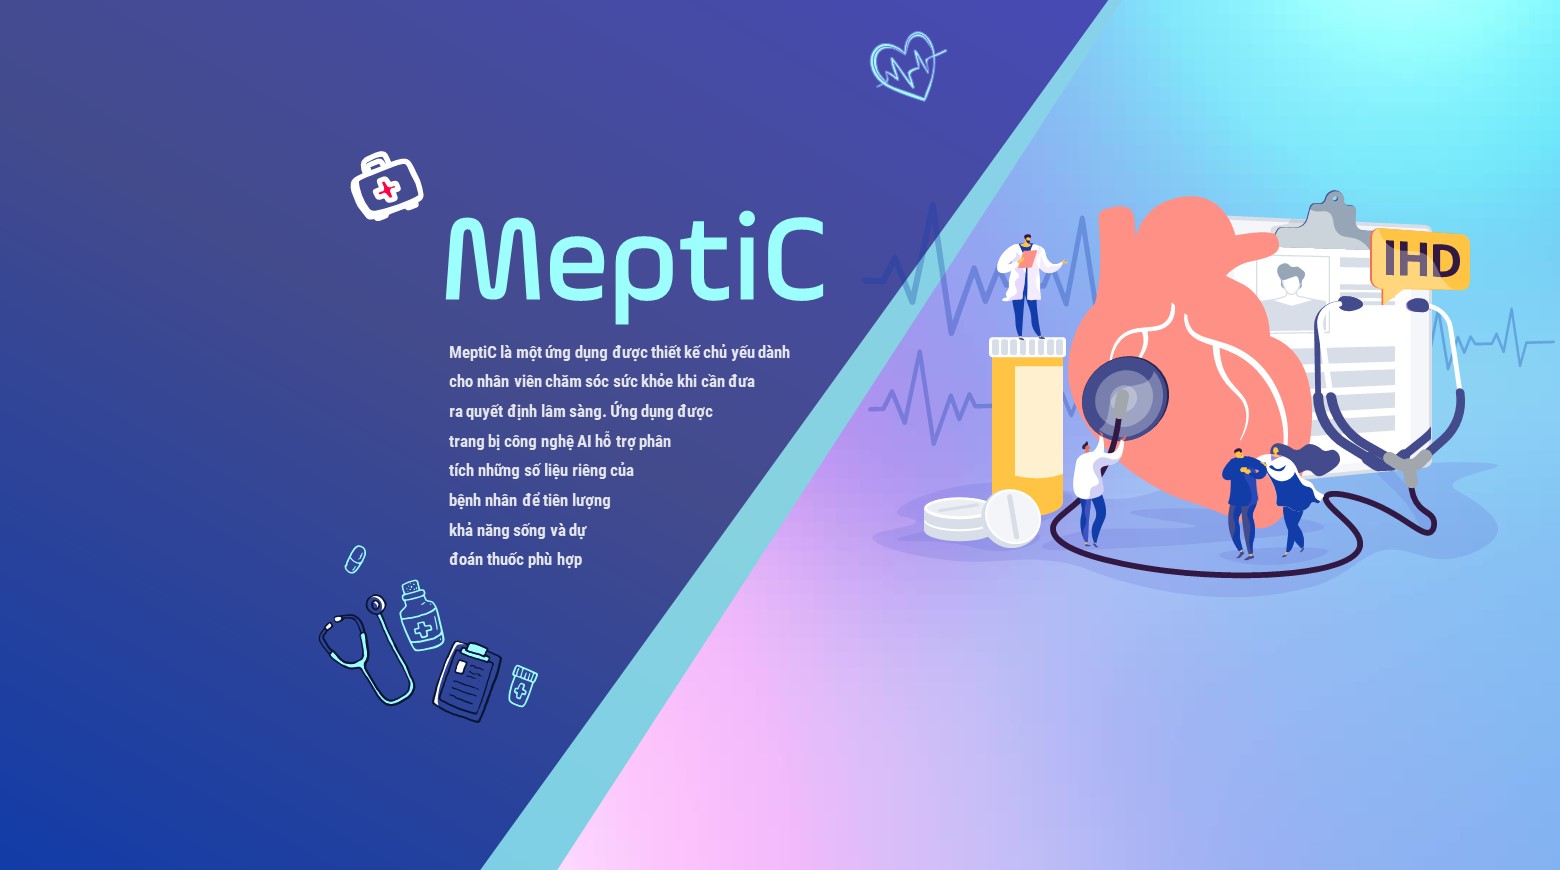 MeptiC
MeptiC là một ứng dụng được thiết kế chủ yếu dành
cho nhân viên chăm sóc sức khỏe khi cần đưa
ra quyết định lâm sàng. Ứng dụng được
trang bị công nghệ AI hỗ trợ phân
tích những số liệu riêng của
bệnh nhân để tiên lượng
khả năng sống và dự
đoán thuốc phù hợp
IHD